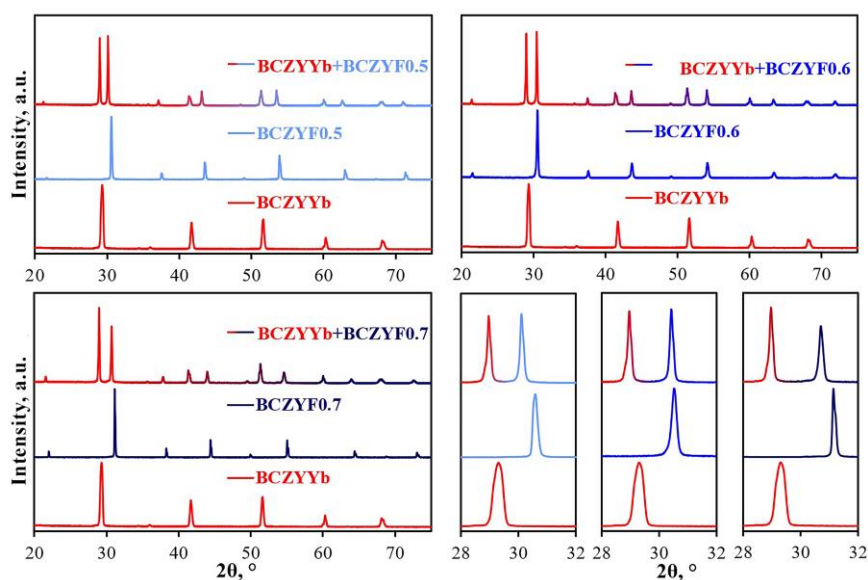 Intensity, a.u.
BCZYYb+BCYZF0.5
BCZYF0.5
BCZYYb
20 30 40 50 60 70
BCZYYb+BCYZF0.6
BCZYF0.6
BCZYYb
20 30 40 50 60 70
Intensity, a.u.
BCZYYb+BCZYF0.7
BCZYF0.7
BCZYYb
20 30 40 50 60 70
2θ, °
28 30 32
28 30 32
28 30 32
2θ, °